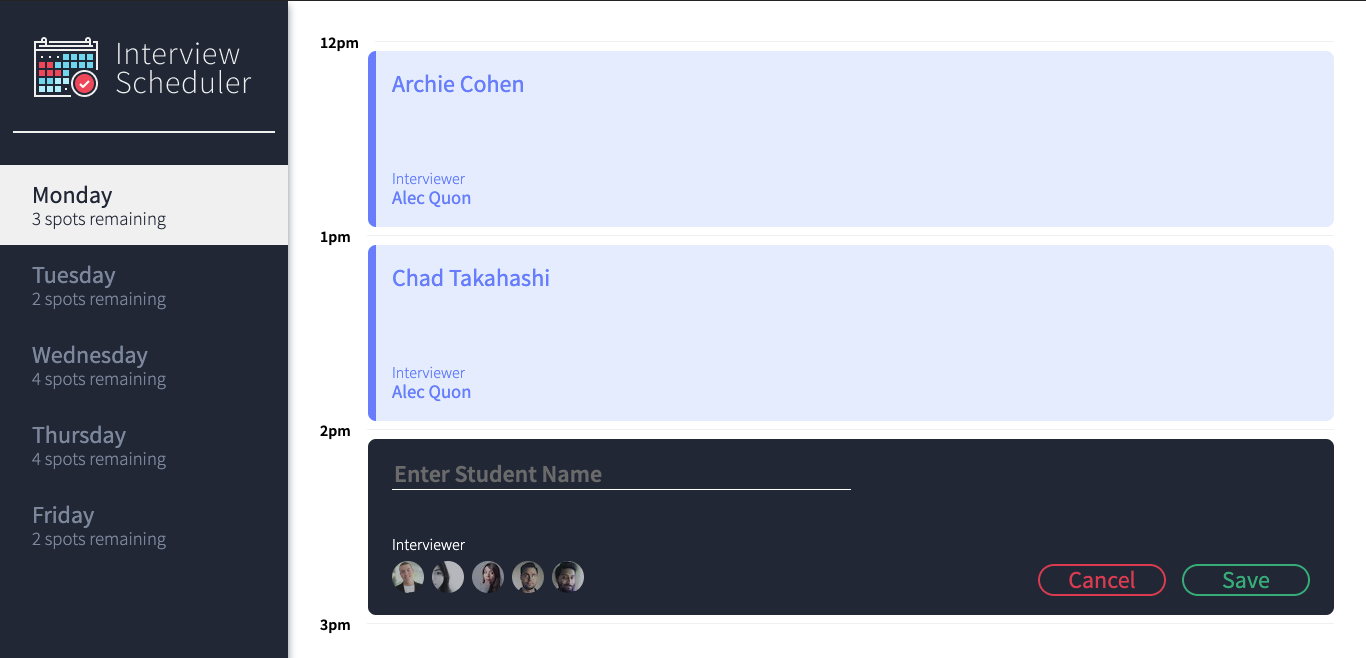 Interview
Scheduler
Monday
3 spots remaining
Tuesday
2 spots remaining
Wednesday
4 spots remaining
Thursday
4 spots remaining
Friday
2 spots remaining
12pm
Archie Cohen
Interviewer
Alec Quon
1pm
Chad Takahashi
Interviewer
Alec Quon
2pm
Enter Student Name
Interviewer
Cancel
Save
3pm